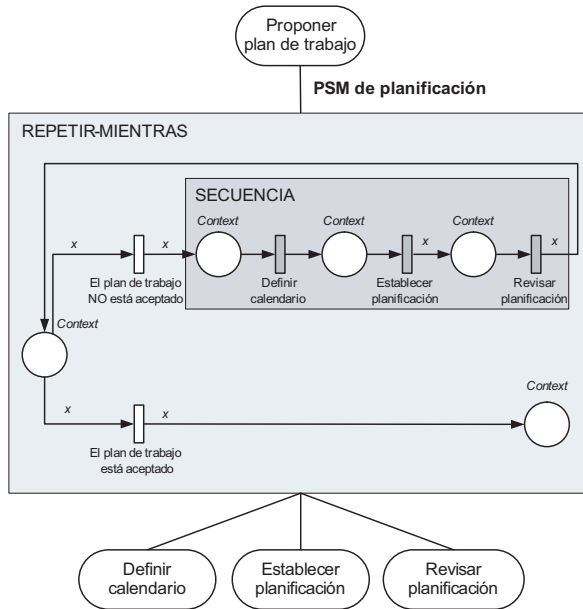 Proponer
plan de trabajo
PSM de planificación
REPETIR-MIENTRAS
SECUENCIA
Context
Context
Context
x
x
x
x
El plan de trabajo
NO está aceptado
Definir
calendario
Establecer
planificación
Revisar
planificación
Context
Context
x
x
El plan de trabajo
está aceptado
Definir
calendario
Establecer
planificación
Revisar
planificación